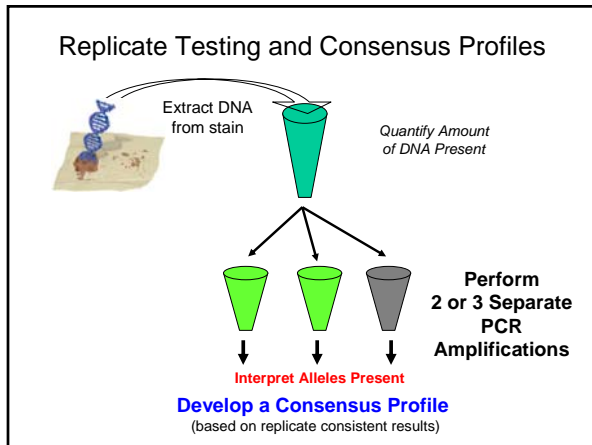 Replicate Testing and Consensus Profiles
Extract DNA
from stain
Quantify Amount
of DNA Present
Perform
2 or 3 Separate
PCR
Amplifications
Interpret Alleles Present
Develop a Consensus Profile
(based on replicate consistent results)